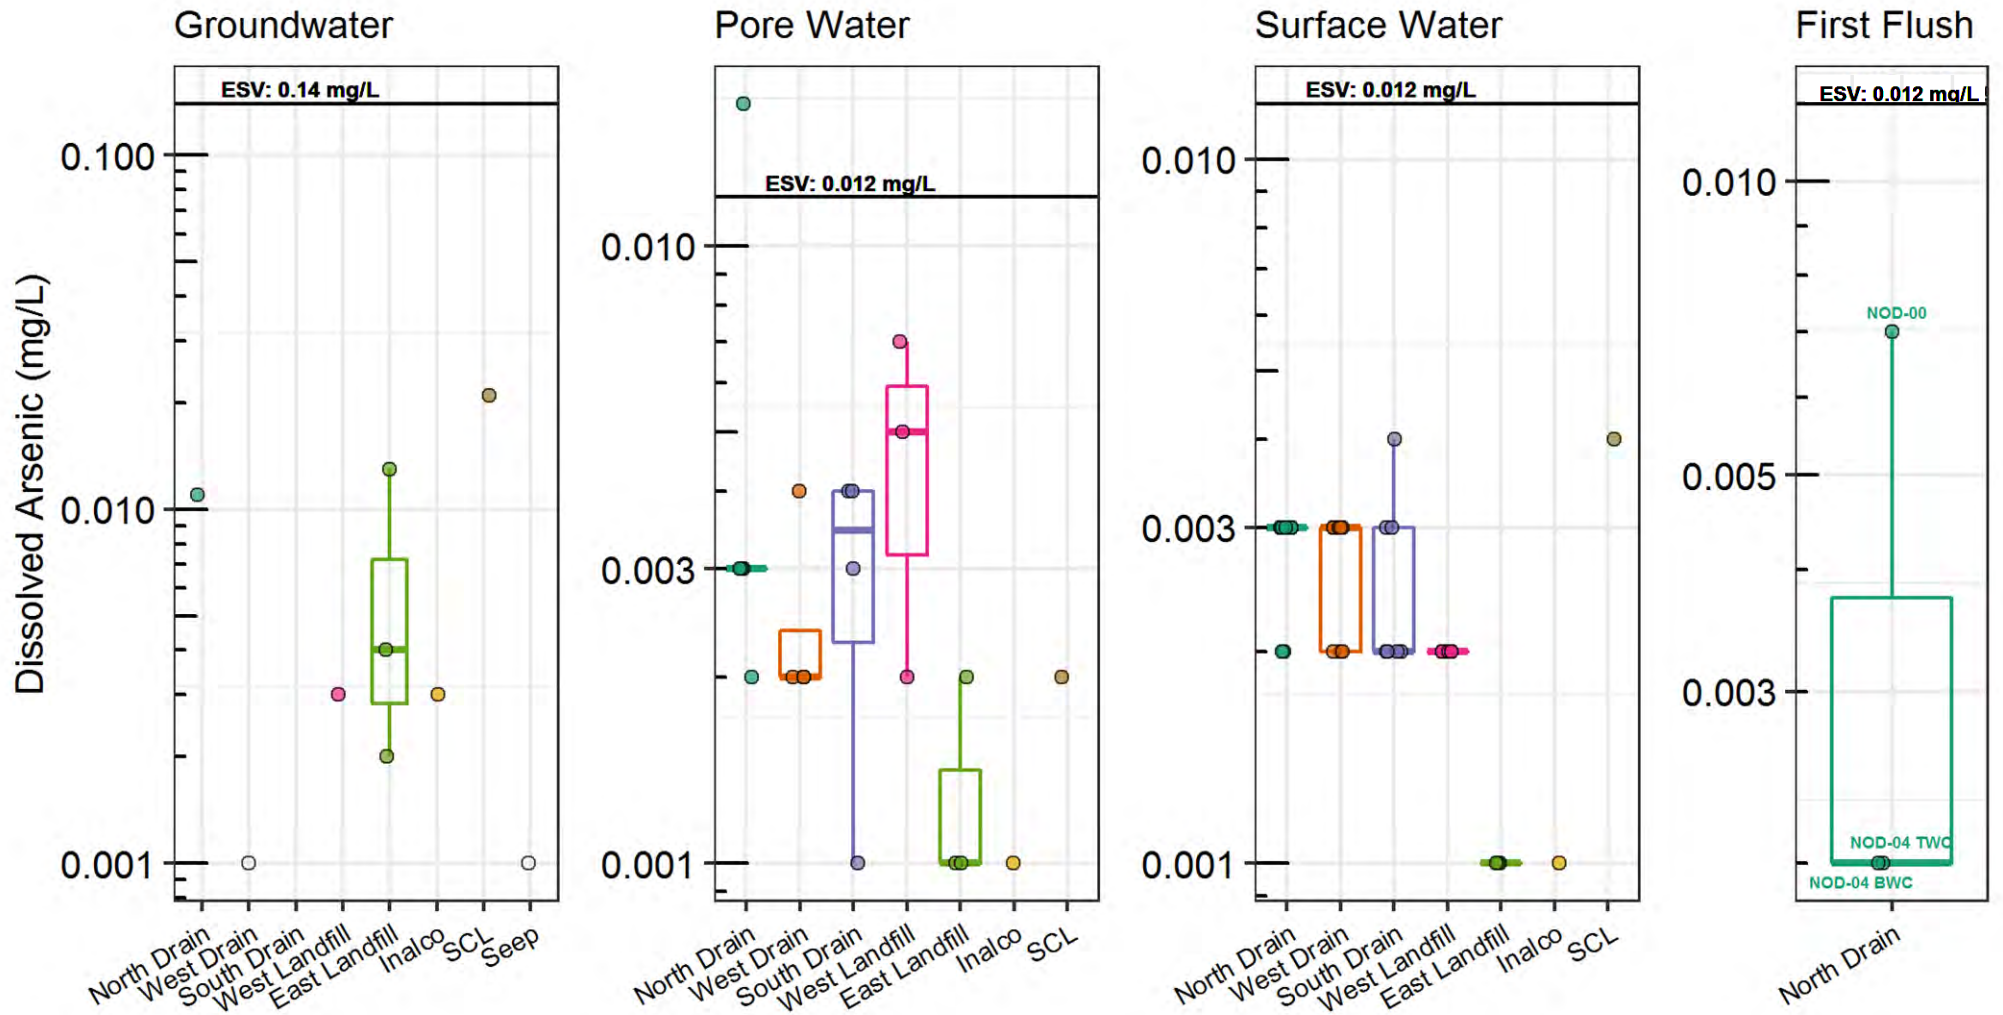 Groundwater
Pore Water
Surface Water
First Flush
Dissolved Arsenic (mg/L)
ESV: 0.14 mg/L
0.100
0.010
0.001
North Drain
West Drain
South Drain
West Landfill
East Landfill
Inalco
SCL
Seep
ESV: 0.012 mg/L
0.010
0.003
0.001
North Drain
West Drain
South Drain
West Landfill
East Landfill
Inalco
SCL
ESV: 0.012 mg/L
0.010
0.003
0.001
North Drain
West Drain
South Drain
West Landfill
East Landfill
Inalco
SCL
ESV: 0.012 mg/L
0.010
0.005
0.003
NOD-00
NOD-04 TWC
NOD-04 BWC
North Drain